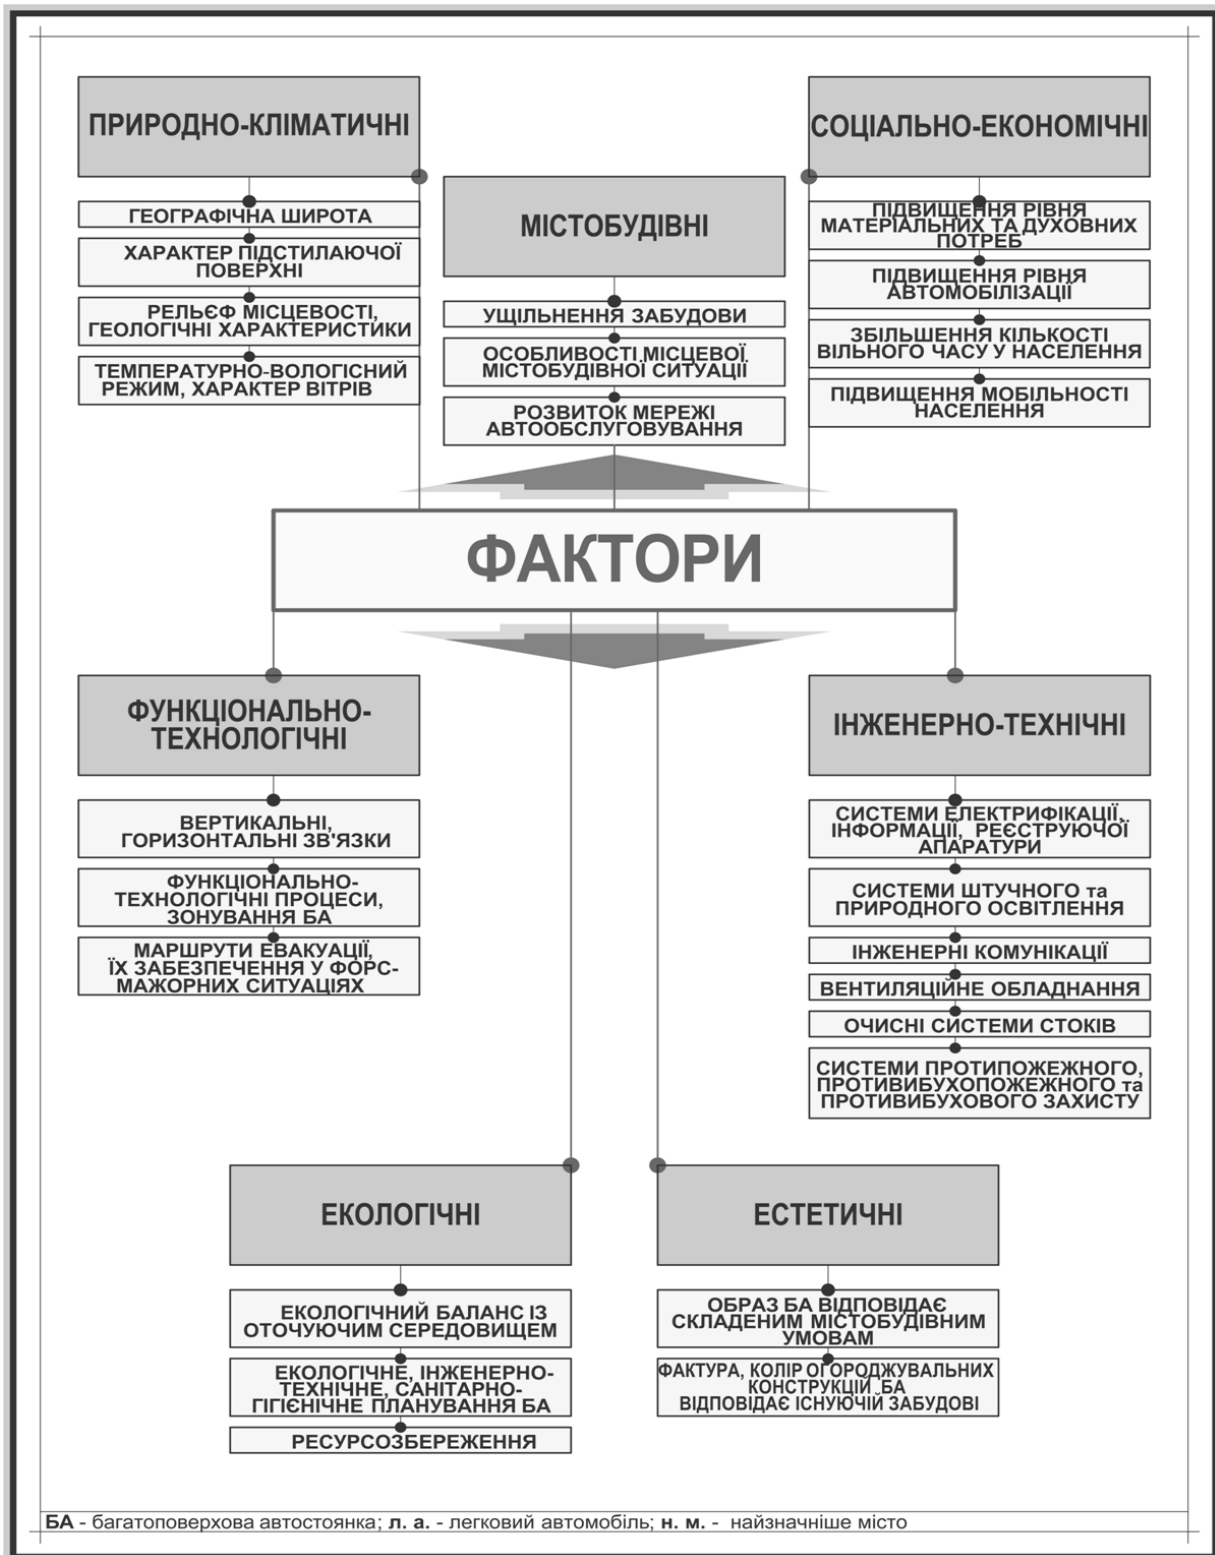 ПРИРОДНО-КЛІМАТИЧНІ
ГЕОГРАФІЧНА ШИРОТА
ХАРАКТЕР ПІДСТИЛАЮЧОЇ
ПОВЕРХНІ
РЕЛЬЄФ МІСЦЕВОСТІ,
ГЕОЛОГІЧНІ ХАРАКТЕРИСТИКИ
ТЕМПЕРАТУРНО-ВОЛОГІСНИЙ
РЕЖИМ, ХАРАКТЕР ВІТРІВ
МІСТОБУДІВНІ
УЩІЛЬНЕННЯ ЗАБУДОВИ
ОСОБЛИВОСТІ МІСЦЕВОЇ
МІСТОБУДІВНОЇ СИТУАЦІЇ
РОЗВИТОК МЕРЕЖІ
АВТООБСЛУГОВУВАННЯ
СОЦІАЛЬНО-ЕКОНОМІЧНІ
ПІДВИЩЕННЯ РІВНЯ
МАТЕРІАЛЬНИХ ТА ДУХОВНИХ
ПОТРЕБ
ПІДВИЩЕННЯ РІВНЯ
АВТОМОБІЛІЗАЦІЇ
ЗБІЛЬШЕННЯ КІЛЬКОСТІ
ВІЛЬНОГО ЧАСУ У НАСЕЛЕННЯ
ПІДВИЩЕННЯ МОБІЛЬНОСТІ
НАСЕЛЕННЯ
ФАКТОРИ
ФУНКЦІОНАЛЬНО-
ТЕХНОЛОГІЧНІ
ВЕРТИКАЛЬНІ,
ГОРИЗОНТАЛЬНІ ЗВ'ЯЗКИ
ФУНКЦІОНАЛЬНО-
ТЕХНОЛОГІЧНІ ПРОЦЕСИ,
ЗОНУВАННЯ БА
МАРШРУТИ ЕВАКУАЦІЇ,
ЇХ ЗАБЕЗПЕЧЕННЯ У ФОРС-
МАЖОРНИХ СИТУАЦІЯХ
ІНЖЕНЕРНО-ТЕХНІЧНІ
СИСТЕМИ ЕЛЕКТРИФІКАЦІЇ,
ІНФОРМАЦІЇ, РЕЄСТРУЮЧОЇ
АПАРАТУРИ
СИСТЕМИ ШТУЧНОГО та
ПРИРОДНОГО ОСВІТЛЕННЯ
ІНЖЕНЕРНІ КОМУНІКАЦІЇ
ВЕНТИЛЯЦІЙНЕ ОБЛАДНАННЯ
ОЧИСНІ СИСТЕМИ СТОКІВ
СИСТЕМИ ПРОТИПОЖЕЖНОГО,
ПРОТИВИБУХОПОЖЕЖНОГО та
ПРОТИВИБУХОВОГО ЗАХИСТУ
ЕКОЛОГІЧНІ
ЕКОЛОГІЧНИЙ БАЛАНС ІЗ
ОТОЧУЮЧИМ СЕРЕДОВИЩЕМ
ЕКОЛОГІЧНЕ, ІНЖЕНЕРНО-
ТЕХНІЧНЕ, САНІТАРНО-
ГІГІЄНІЧНЕ ПЛАНУВАННЯ БА
РЕСУРСОЗБЕРЕЖЕННЯ
ЕСТЕТИЧНІ
ОБРАЗ БА ВІДПОВІДАЄ
СКЛАДЕНИМ МІСТОБУДІВНИМ
УМОВАМ
ФАКТУРА, КОЛІР ОГОРОДЖУВАЛЬНИХ
КОНСТРУКЦІЙ БА
ВІДПОВІДАЄ ІСНУЮЧІЙ ЗАБУДОВІ
БА - багатоповерхова автостоянка; л. а. - легковий автомобіль; н. м. - найзначніше місто